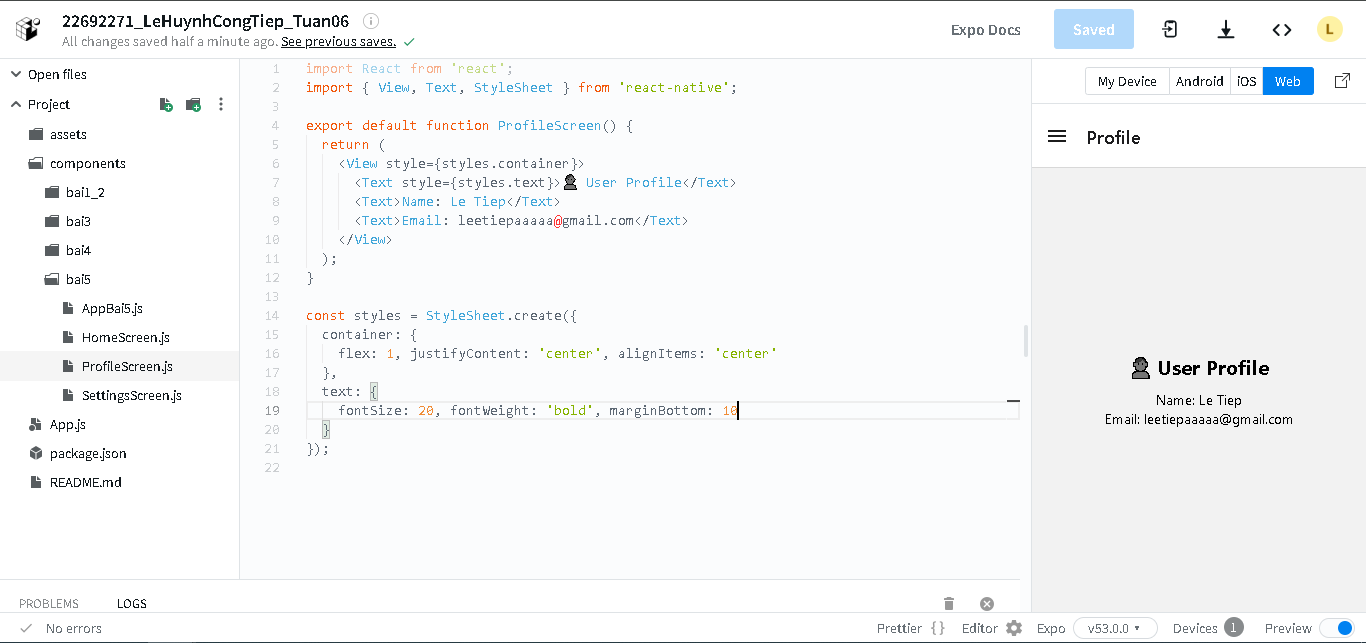 22692271_LeHuynhCongTiep_Tuan06
All changes saved half a minute ago. See previous saves.
Expo Docs
Saved
L
Open files
Project
assets
components
bai1_2
bai3
bai4
bai5
AppBai5.js
HomeScreen.js
ProfileScreen.js
SettingsScreen.js
App.js
package.json
README.md
1 import React from 'react';
2 import { View, Text, StyleSheet } from 'react-native';
3
4 export default function ProfileScreen() {
5 return (
6 <View style={styles.container}>
7 <Text style={styles.text}>👤 User Profile</Text>
8 <Text>Name: Le Tiep</Text>
9 <Text>Email: leetiepaaaaa@gmail.com</Text>
10 </View>
11 );
12 }
13
14 const styles = StyleSheet.create({
15 container: {
16 flex: 1, justifyContent: 'center', alignItems: 'center'
17 },
18 text: {
19 fontSize: 20, fontWeight: 'bold', marginBottom: 10
20 }
21 });
22
My Device Android iOS Web
Profile
👤 User Profile
Name: Le Tiep
Email: leetiepaaaaa@gmail.com
PROBLEMS LOGS
No errors
Prettier { } Editor Expo v53.0.0 Devices 1 Preview